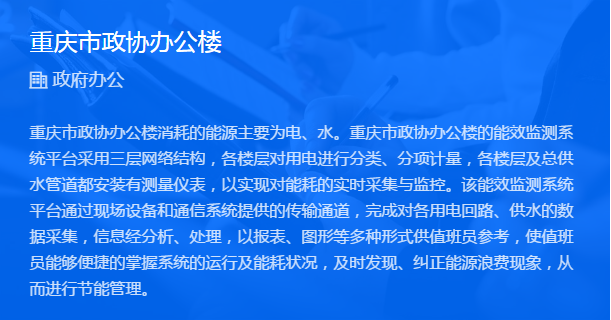 重庆市政协办公楼
政府办公
重庆市政协办公楼消耗的能源主要为电、水。重庆市政协办公楼的能效监测系
统平台采用三层网络结构，各楼层对用电进行分类、分项计量，各楼层及总供
水管道都安装有测量仪表，以实现对能耗的实时采集与监控。该能效监测系统
平台通过现场设备和通信系统提供的传输通道，完成对各用电回路、供水的数
据采集，信息经分析、处理，以报表、图形等多种形式供值班员参考，使值班
员能够便捷的掌握系统的运行及能耗状况，及时发现、纠正能源浪费现象，从
而进行节能管理。